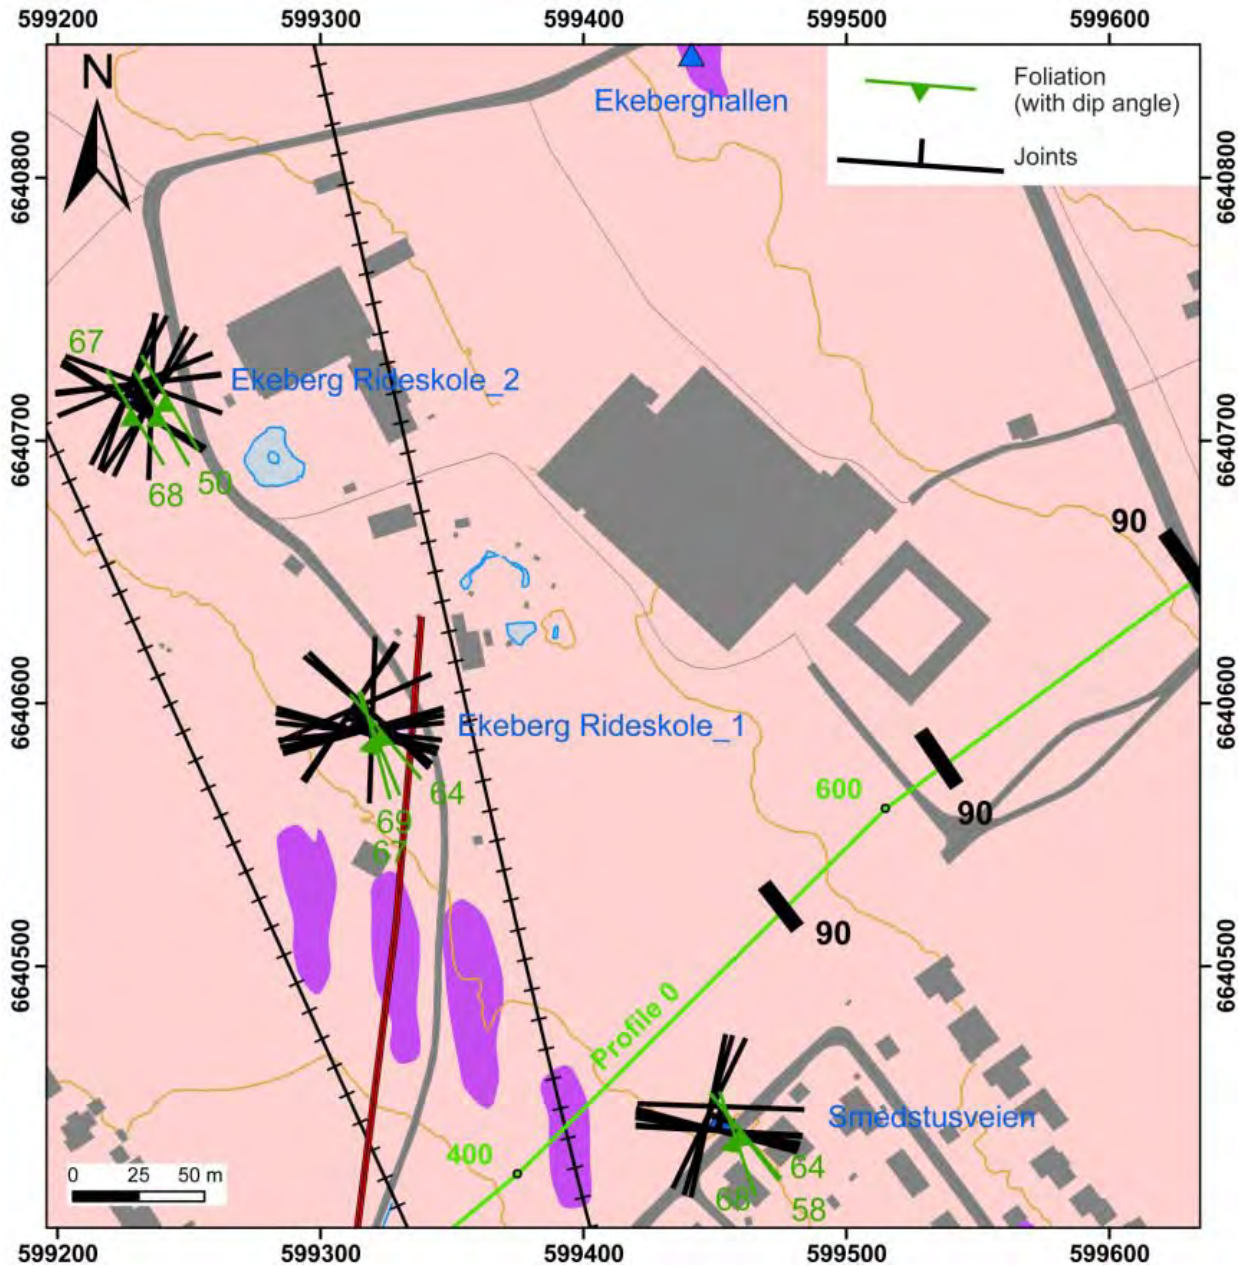 599200 599300 599400 599500 599600
N
Foliation
(with dip angle)
Joints
Ekeberghallen
6640800 6640800
67
Ekeberg Rideskole_2
6640700 6640700
50
68
90
6640600 6640600
Ekeberg Rideskole_1
64
69
67
600
90
90
6640500 6640500
Profile 0
Smedstusveien
400
64
58
0 25 50 m
599200 599300 599400 599500 599600